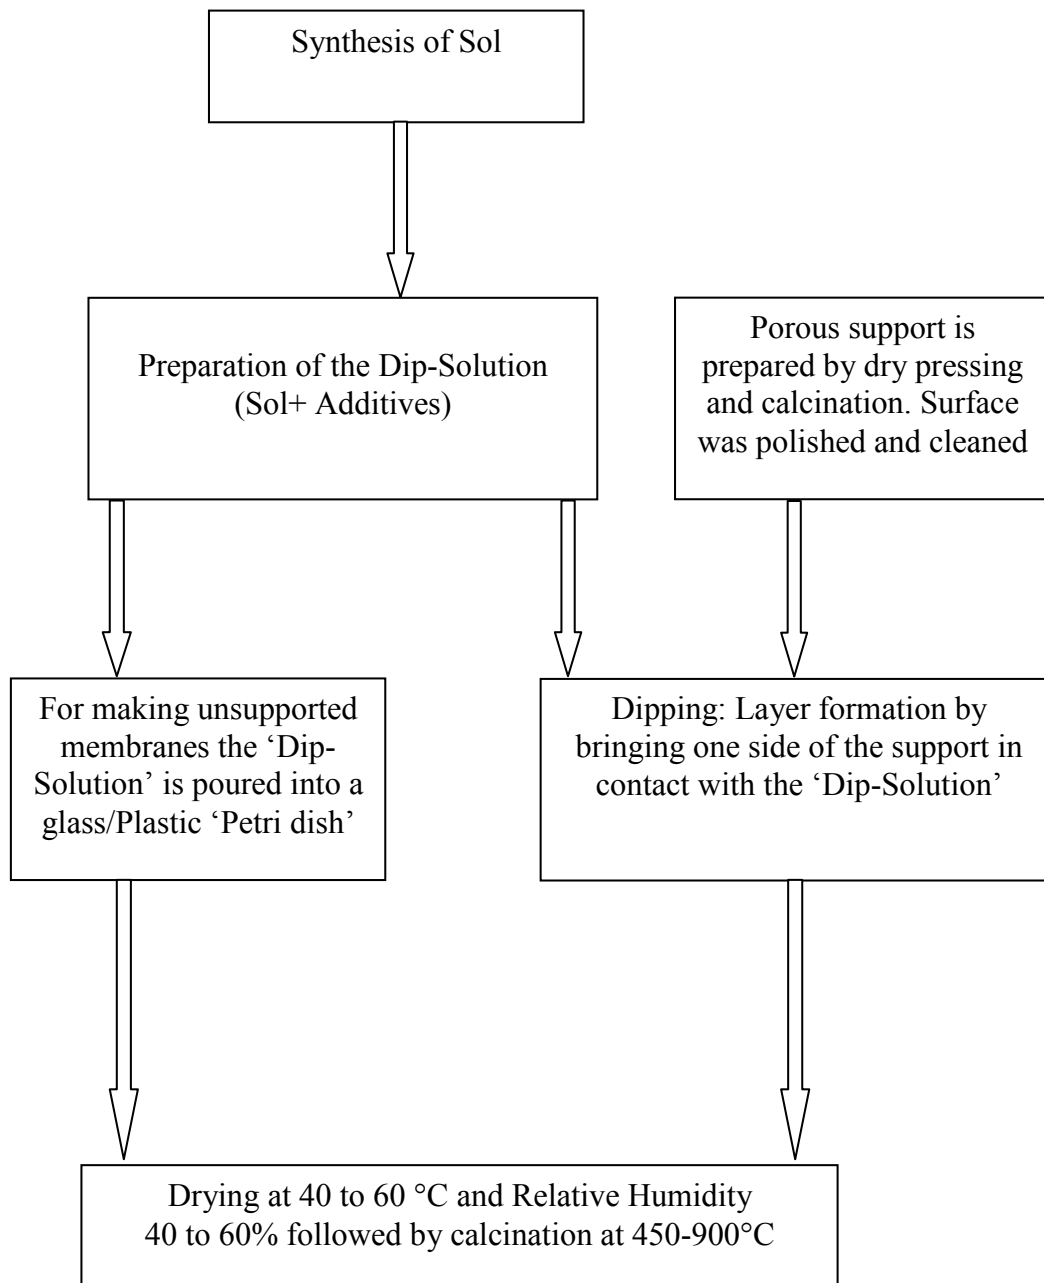 Synthesis of Sol
Preparation of the Dip-Solution
(Sol+ Additives)
Porous support is
prepared by dry pressing
and calcination. Surface
was polished and cleaned
For making unsupported
membranes the ‘Dip-
Solution’ is poured into a
glass/Plastic ‘Petri dish’
Dipping: Layer formation by
bringing one side of the support in
contact with the ‘Dip-Solution’
Drying at 40 to 60 °C and Relative Humidity
40 to 60% followed by calcination at 450-900°C